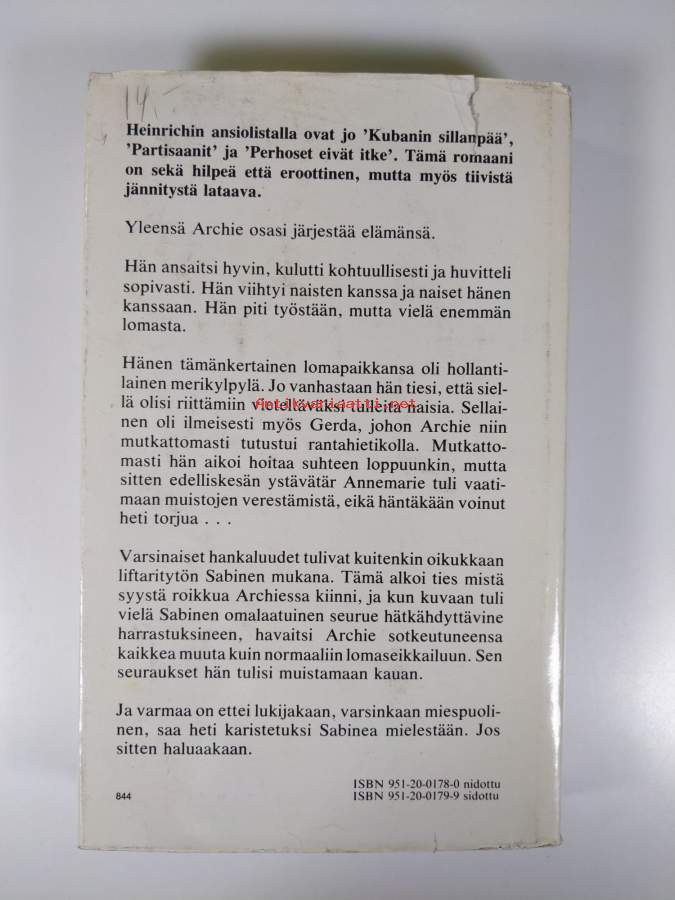 14.-
Heinrichin ansiolistalla ovat jo 'Kubanin sillanpää',
'Partisaanit' ja 'Perhoset eivät itke'. Tämä romaani
on sekä hilpeä että eroottinen, mutta myös tiivistä
jännitystä lataava.
Yleensä Archie osasi järjestää elämänsä.
Hän ansaitsi hyvin, kulutti kohtuullisesti ja huvitteli
sopivasti. Hän viihtyi naisten kanssa ja naiset hänen
kanssaan. Hän piti työstään, mutta vielä enemmän
lomasta.
Hänen tämänkertainen lomapaikkansa oli hollanti-
lainen merikylpylä. Jo vanhastaan hän tiesi, että siel-
lä olisi riittämiin vieteltäväksi tulleita naisia. Sellai-
Antikvariaatti.net
nen oli ilmeisesti myös Gerda, johon Archie niin
mutkattomasti tutustui rantahietikolla. Mutkatto-
masti hän aikoi hoitaa suhteen loppuunkin, mutta
sitten edelliskesän ystävätär Annemarie tuli vaati-
maan muistojen verestämistä, eikä häntäkään voinut
heti torjua . . .
Varsinaiset hankaluudet tulivat kuitenkin oikukkaan
liftaritytön Sabinen mukana. Tämä alkoi ties mistä
syystä roikkua Archiessa kiinni, ja kun kuvaan tuli
vielä Sabinen omalaatuinen seurue hätkähdyttävine
harrastuksineen, havaitsi Archie sotkeutuneensa
kaikkea muuta kuin normaaliin lomaseikkailuun. Sen
seuraukset hän tulisi muistamaan kauan.
Ja varmaa on ettei lukijakaan, varsinkaan miespuoli-
nen, saa heti karistetuksi Sabinea mielestään. Jos
sitten haluaakaan.
ISBN 951-20-0178-0 nidottu
ISBN 951-20-0179-9 sidottu
844